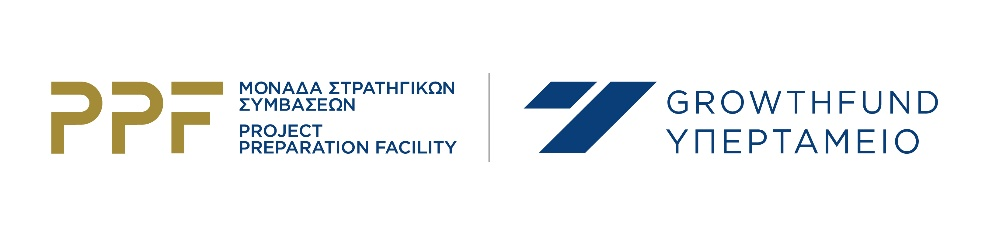 PPF
ΜΟΝΑΔΑ ΣΤΡΑΤΗΓΙΚΩΝ
ΣΥΜΒΑΣΕΩΝ
PROJECT
PREPARATION FACILITY
GROWTHFUND
ΥΠΕΡΤΑΜΕΙΟ